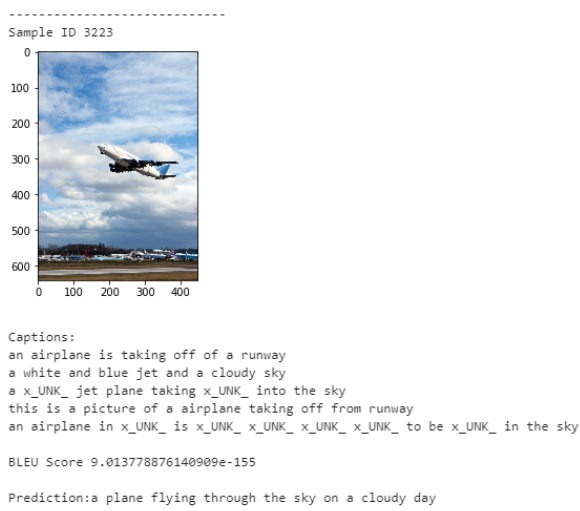 ------------------------------
Sample ID 3223
0
100
200
300
400
500
600
0 100 200 300 400
Captions:
an airplane is taking off of a runway
a white and blue jet and a cloudy sky
a x_UNK_ jet plane taking x_UNK_ into the sky
this is a picture of a airplane taking off from runway
an airplane in x_UNK_ is x_UNK_ x_UNK_ x_UNK_ x_UNK_ to be x_UNK_ in the sky
BLEU Score 9.013778876140909e-155
Prediction:a plane flying through the sky on a cloudy day